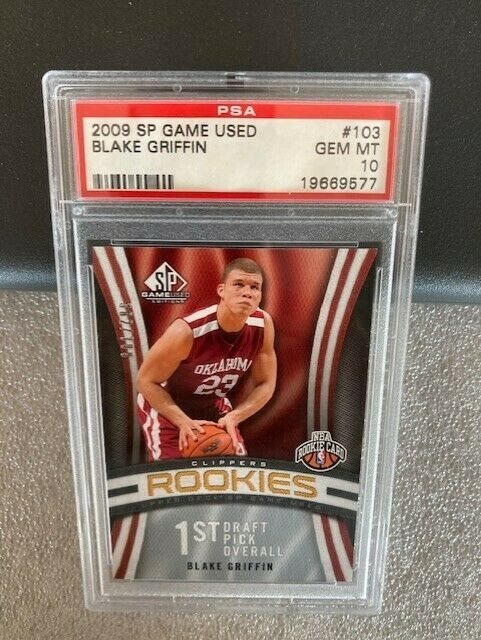 PSA
2009 SP GAME USED #103
BLAKE GRIFFIN GEM MT
10
19669577
SP
GAME USED
EDITION
OKLAHOMA
23
NBA
ROOKIE CARD
CLIPPERS
ROOKIES
1ST DRAFT
PICK
OVERALL
BLAKE GRIFFIN